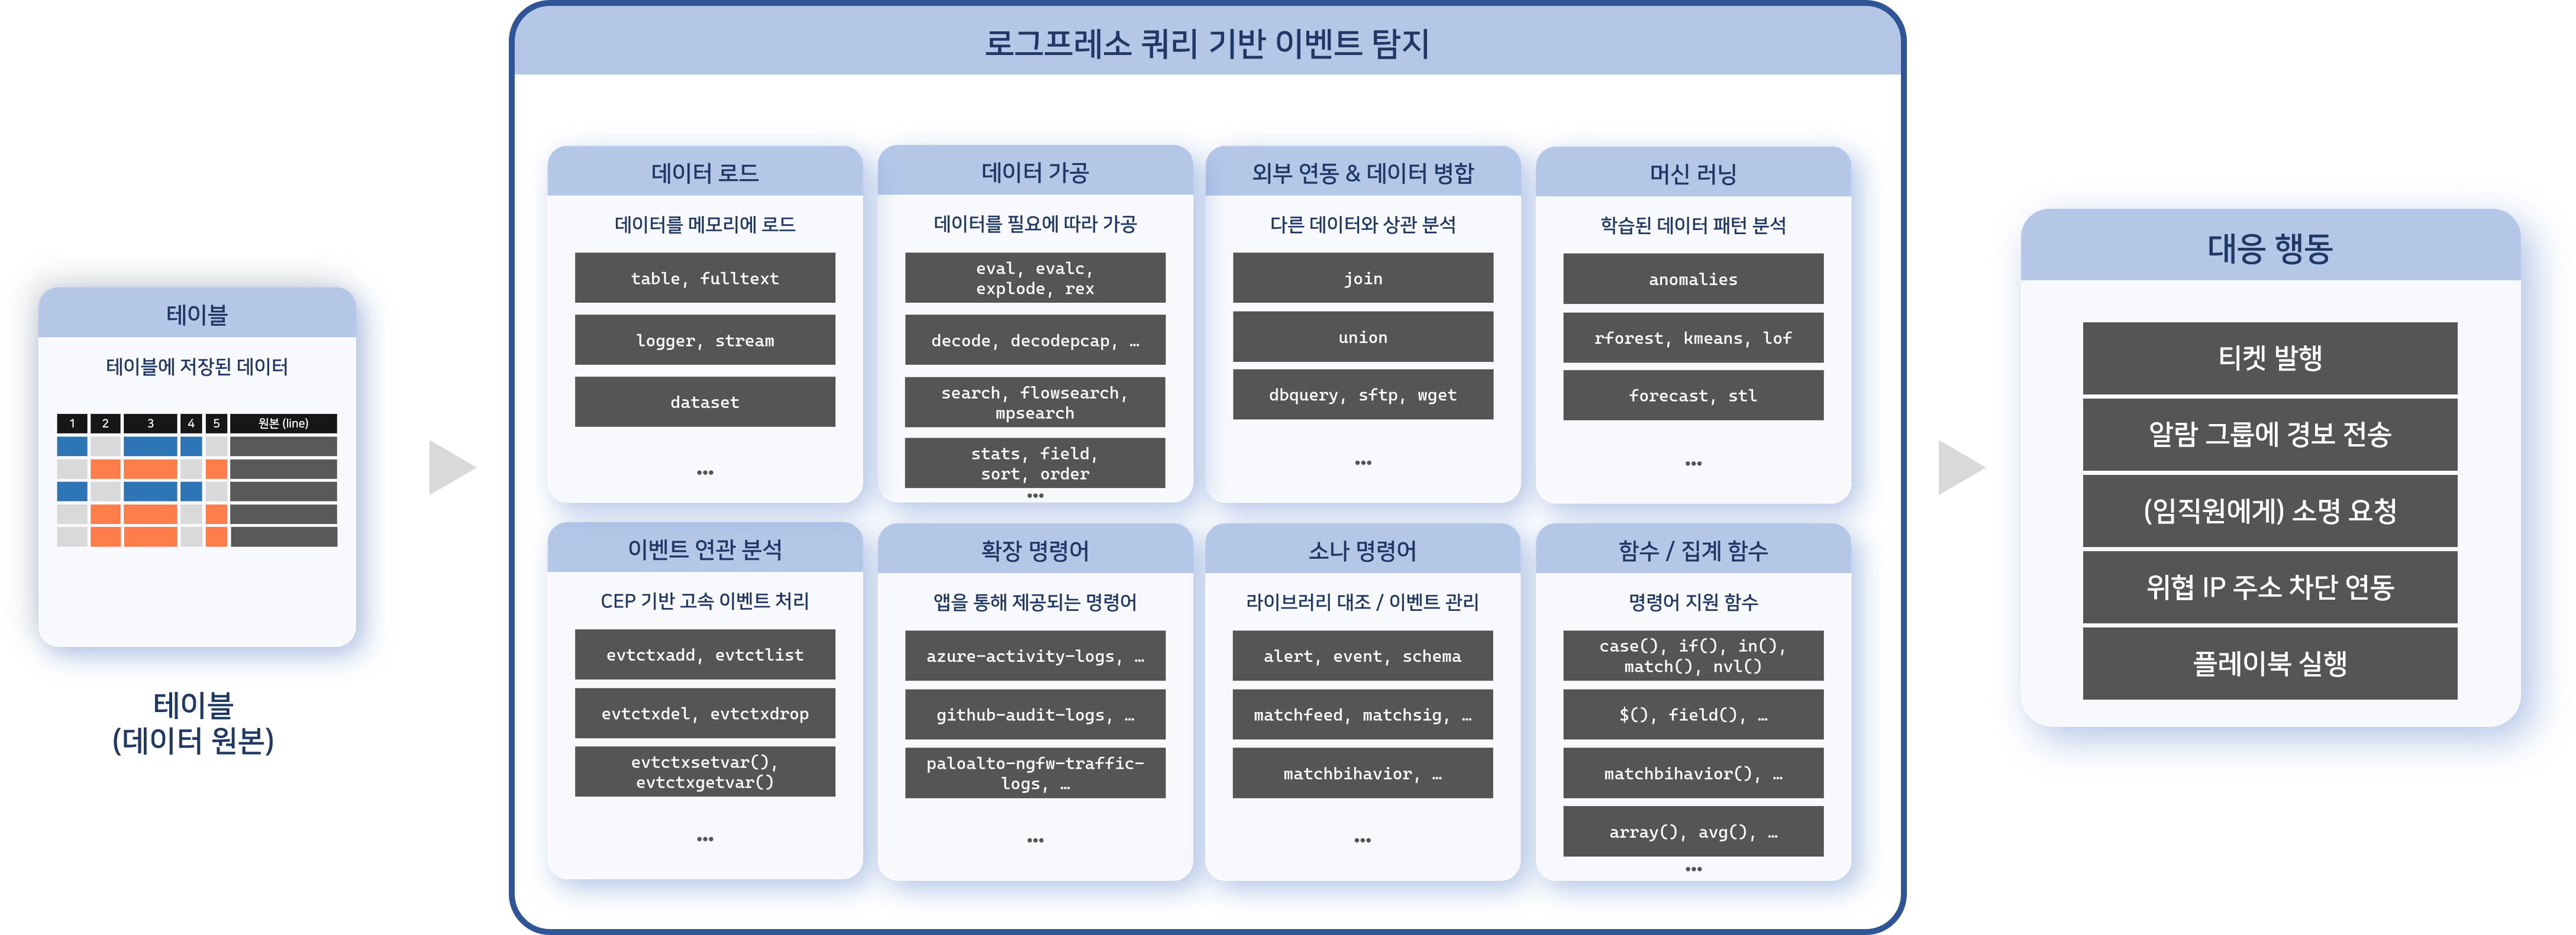 로그프레소 쿼리 기반 이벤트 탐지
테이블
테이블에 저장된 데이터
1 2 3 4 5 원본 (line)
테이블
(데이터 원본)
데이터 로드
데이터를 메모리에 로드
table, fulltext
logger, stream
dataset
...
데이터 가공
데이터를 필요에 따라 가공
eval, evalc,
explode, rex
decode, decodepcap, …
search, flowsearch,
mpsearch
stats, field,
sort, order
...
외부 연동 & 데이터 병합
다른 데이터와 상관 분석
join
union
dbquery, sftp, wget
...
머신 러닝
학습된 데이터 패턴 분석
anomalies
rforest, kmeans, lof
forecast, stl
...
이벤트 연관 분석
CEP 기반 고속 이벤트 처리
evtctxadd, evtctlist
evtctxdel, evtctxdrop
evtctxsetvar(),
evtctxgetvar()
...
확장 명령어
앱을 통해 제공되는 명령어
azure-activity-logs, …
github-audit-logs, …
paloalto-ngfw-traffic-
logs, …
...
소나 명령어
라이브러리 대조 / 이벤트 관리
alert, event, schema
matchfeed, matchsig, …
matchbihavior, …
...
함수 / 집계 함수
명령어 지원 함수
case(), if(), in(),
match(), nvl()
$(), field(), …
matchbihavior(), …
array(), avg(), …
...
대응 행동
티켓 발행
알람 그룹에 경보 전송
(임직원에게) 소명 요청
위협 IP 주소 차단 연동
플레이북 실행